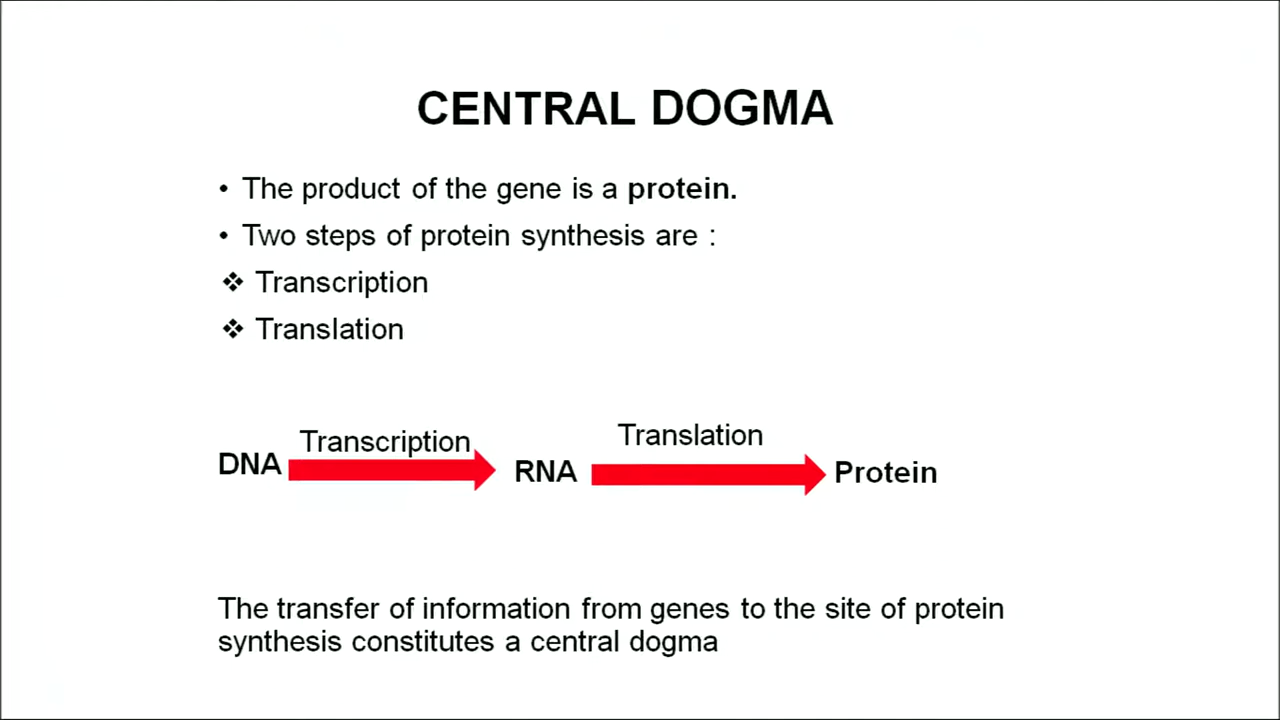 CENTRAL DOGMA
• The product of the gene is a protein.
• Two steps of protein synthesis are :
❖ Transcription
❖ Translation
Transcription
Translation
DNA
RNA
Protein
The transfer of information from genes to the site of protein
synthesis constitutes a central dogma